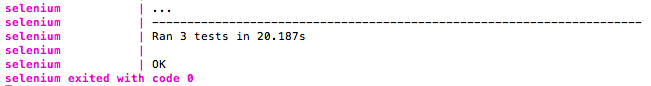 selenium | ...
selenium | ----------------------------------------------------------------------
selenium | Ran 3 tests in 20.187s
selenium |
selenium | OK
selenium exited with code 0